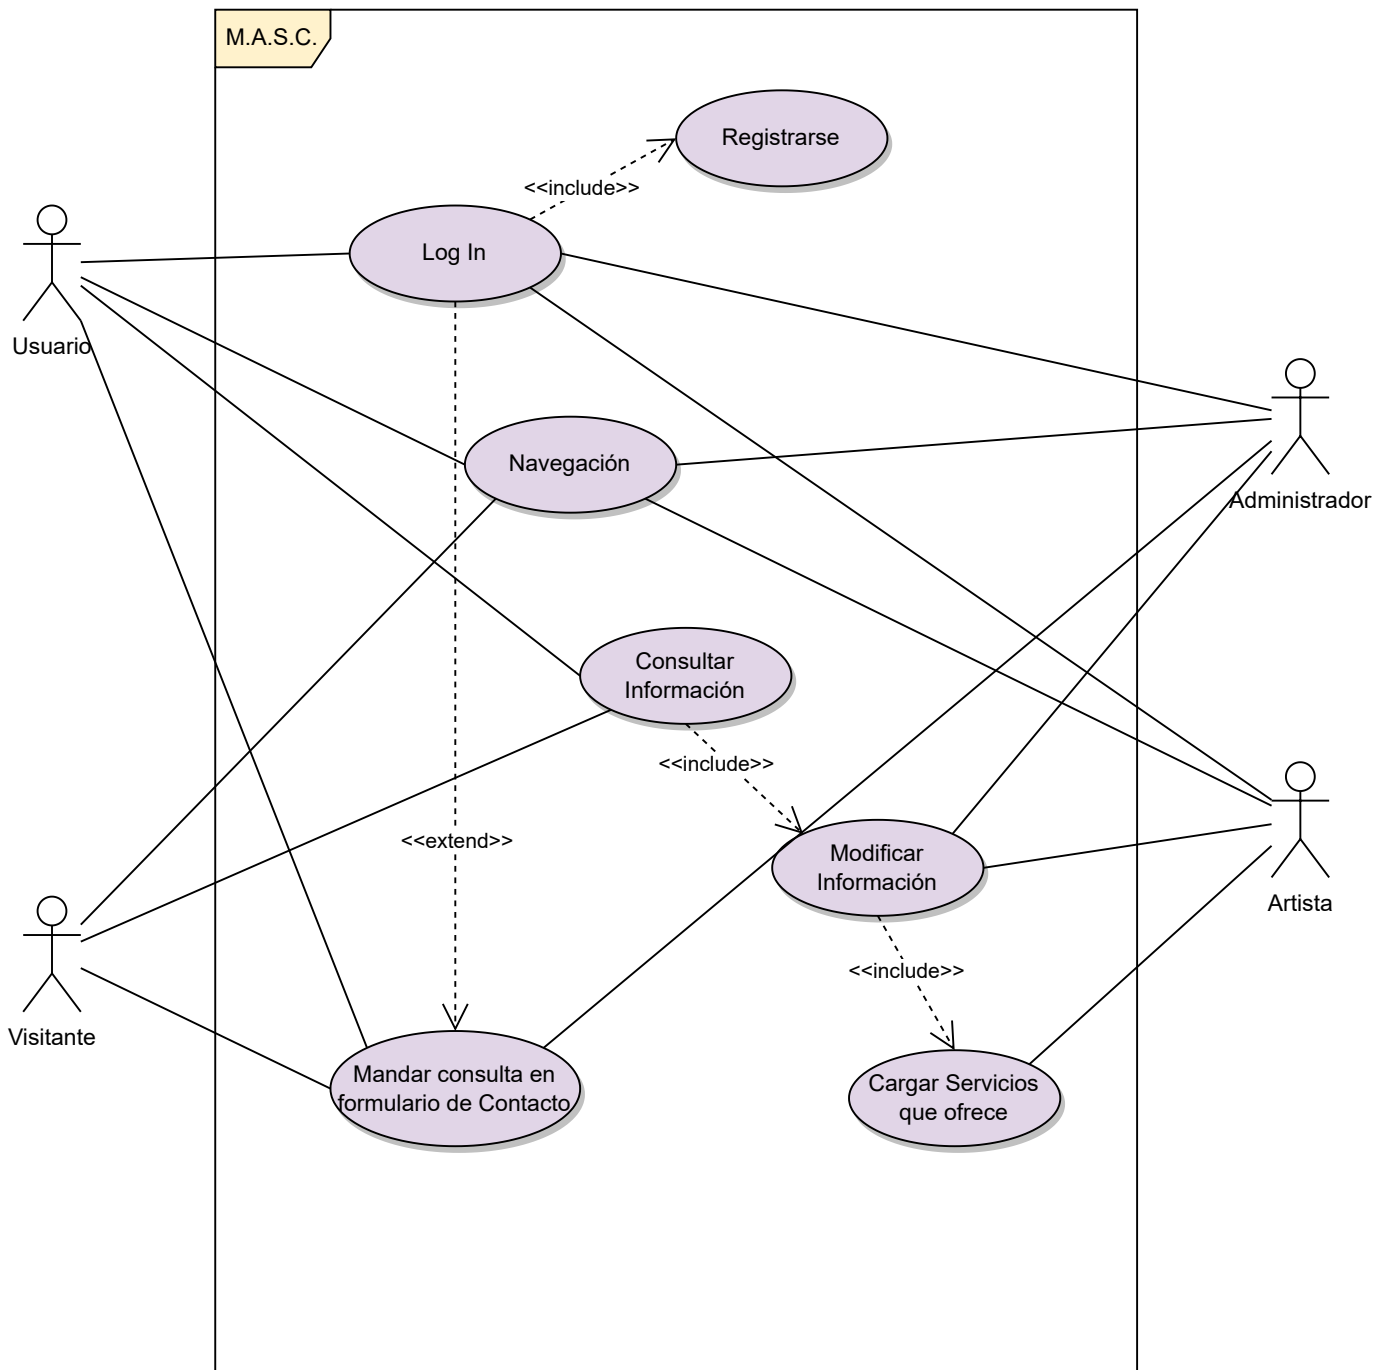 M.A.S.C.
Registrarse
<<include>>
Log In
Usuario
Navegación
Administrador
Consultar
Información
<<include>>
<<extend>>
Modificar
Información
Artista
<<include>>
Visitante
Mandar consulta en
formulario de Contacto
Cargar Servicios
que ofrece